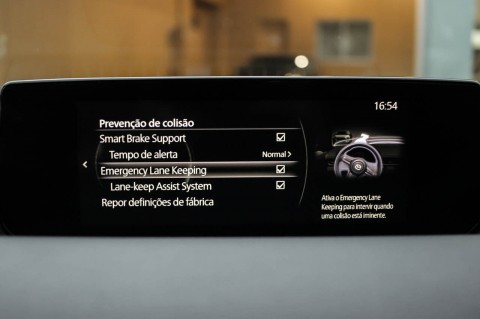 16:54
Prevenção de colisão
Smart Brake Support
Tempo de alerta Normal >
Emergency Lane Keeping
Lane-keep Assist System
Repor definições de fábrica
Ativa o Emergency Lane
Keeping para intervir quando
uma colisão está iminente.